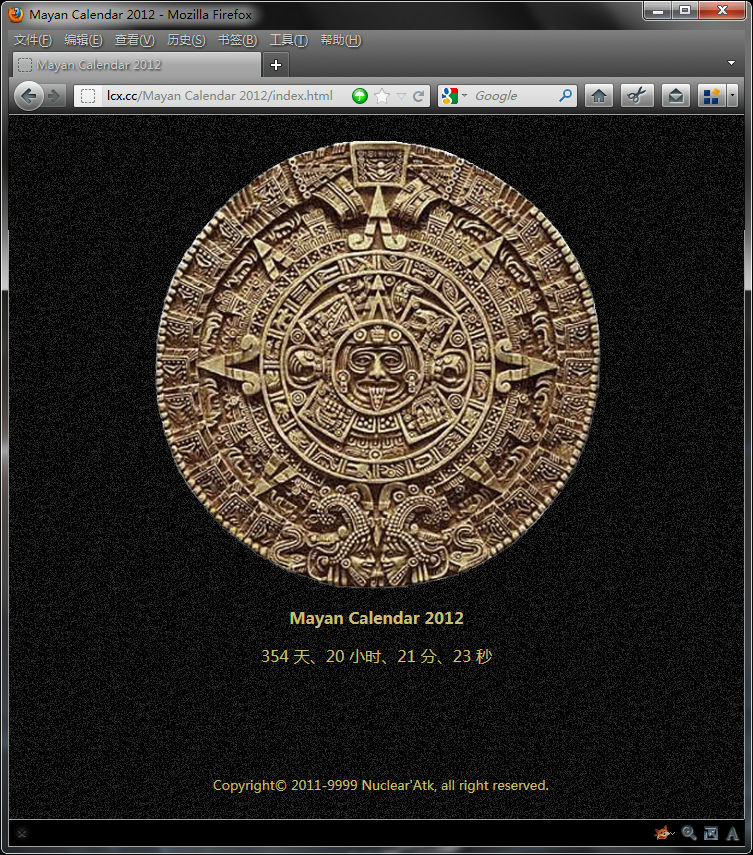 Mayan Calendar 2012 - Mozilla Firefox
文件(F) 编辑(E) 查看(V) 历史(S) 书签(B) 工具(T) 帮助(H)
Mayan Calendar 2012
lcx.cc/Mayan Calendar 2012/index.html Google
Mayan Calendar 2012
354 天、20 小时、21 分、23 秒
Copyright© 2011-9999 Nuclear'Atk, all right reserved.